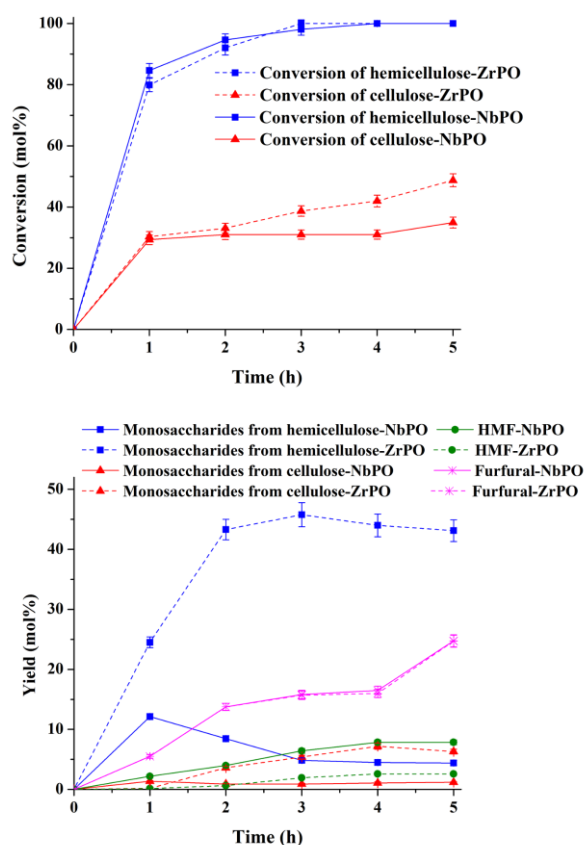 100
80
60
40
20
0
Conversion (mol%)
Conversion of hemicellulose-ZrPO
Conversion of cellulose-ZrPO
Conversion of hemicellulose-NbPO
Conversion of cellulose-NbPO
0 1 2 3 4 5
Time (h)
Monosaccharides from hemicellulose-NbPO HMF-NbPO
Monosaccharides from hemicellulose-ZrPO HMF-ZrPO
Monosaccharides from cellulose-NbPO Furfural-NbPO
Monosaccharides from cellulose-ZrPO Furfural-ZrPO
50
40
30
20
10
0
Yield (mol%)
0 1 2 3 4 5
Time (h)